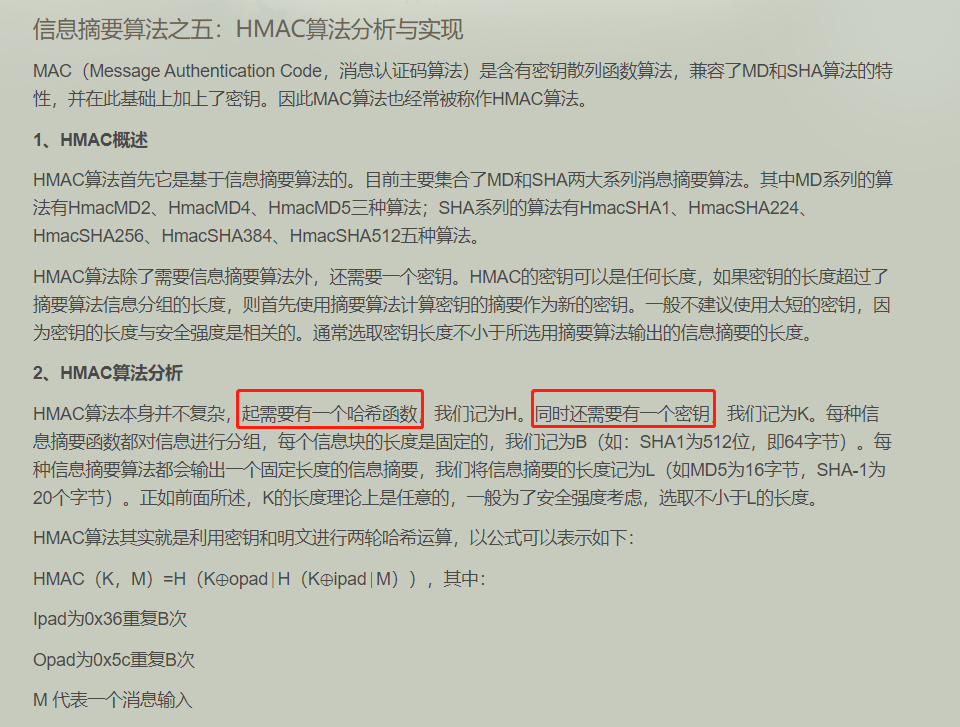 信息摘要算法之五：HMAC算法分析与实现
MAC（Message Authentication Code，消息认证码算法）是含有密钥散列函数算法，兼容了MD和SHA算法的特
性，并在此基础上加上了密钥。因此MAC算法也经常被称作HMAC算法。
1、HMAC概述
HMAC算法首先它是基于信息摘要算法的。目前主要集合了MD和SHA两大系列消息摘要算法。其中MD系列的算
法有HmacMD2、HmacMD4、HmacMD5三种算法；SHA系列的算法有HmacSHA1、HmacSHA224、
HmacSHA256、HmacSHA384、HmacSHA512五种算法。
HMAC算法除了需要信息摘要算法外，还需要一个密钥。HMAC的密钥可以是任何长度，如果密钥的长度超过了
摘要算法信息分组的长度，则首先使用摘要算法计算密钥的摘要作为新的密钥。一般不建议使用太短的密钥，因
为密钥的长度与安全强度是相关的。通常选取密钥长度不小于所选用摘要算法输出的信息摘要的长度。
2、HMAC算法分析
HMAC算法本身并不复杂，起需要有一个哈希函数，我们记为H。同时还需要有一个密钥，我们记为K。每种信
息摘要函数都对信息进行分组，每个信息块的长度是固定的，我们记为B（如：SHA1为512位，即64字节）。每
种信息摘要算法都会输出一个固定长度的信息摘要，我们将信息摘要的长度记为L（如MD5为16字节，SHA-1为
20个字节）。正如前面所述，K的长度理论上是任意的，一般为了安全强度考虑，选取不小于L的长度。
HMAC算法其实就是利用密钥和明文进行两轮哈希运算，以公式可以表示如下：
HMAC（K，M）=H（K⊕opad∣H（K⊕ipad∣M）），其中：
Ipad为0x36重复B次
Opad为0x5c重复B次
M 代表一个消息输入